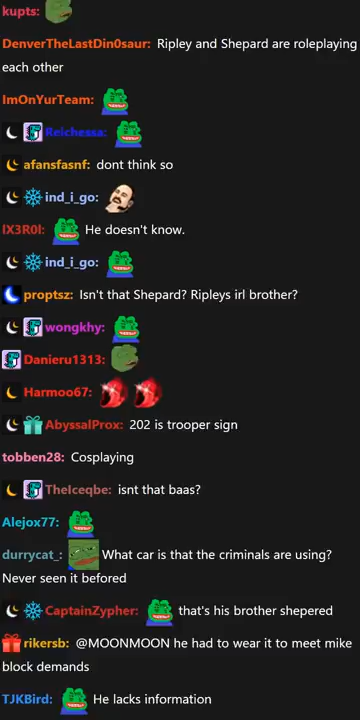 kupts:
DenverTheLastDin0saur: Ripley and Shepard are roleplaying
each other
ImOnYurTeam:
Reichessa:
afansfasnf: dont think so
ind_i_go:
IX3R0I: He doesn't know.
ind_i_go:
proptsz: Isn't that Shepard? Ripleys irl brother?
wongkhy:
Danieru1313:
Harmoo67:
AbyssalProx: 202 is trooper sign
tobben28: Cosplaying
TheIceqbe: isnt that baas?
Alejox77:
durrycat_: What car is that the criminals are using?
Never seen it befored
CaptainZypher: that's his brother shepered
rikersb: @MOONMOON he had to wear it to meet mike
block demands
TJKBird: He lacks information